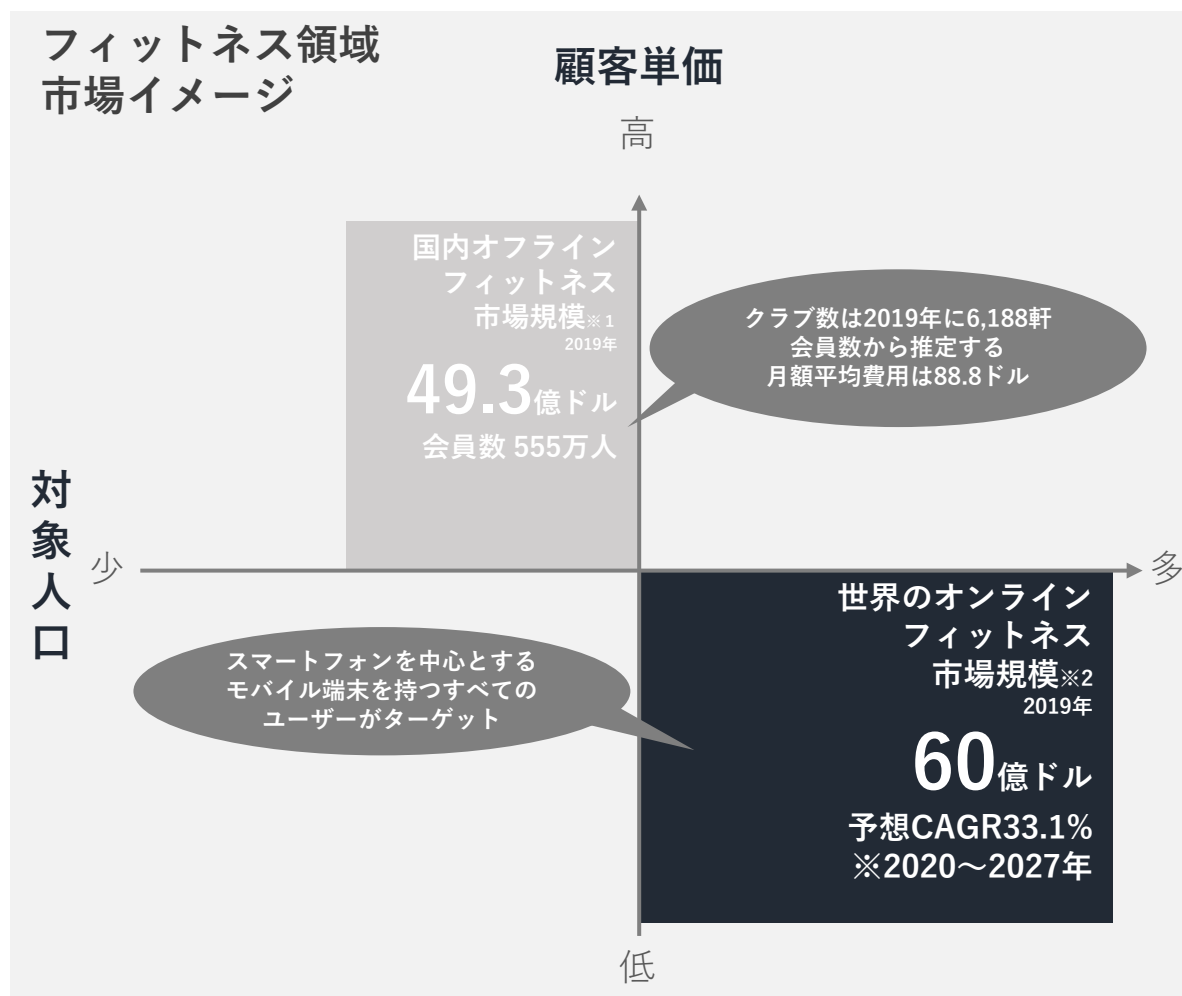 フィットネス領域
市場イメージ
顧客単価
高
国内オフライン
フィットネス
市場規模※1
2019年
49.3億ドル
会員数 555万人
クラブ数は2019年に6,188軒
会員数から推定する
月額平均費用は88.8ドル
対象人口
少
多
スマートフォンを中心とする
モバイル端末を持つすべての
ユーザーがターゲット
世界のオンライン
フィットネス
市場規模※2
2019年
60億ドル
予想CAGR33.1%
※2020～2027年
低